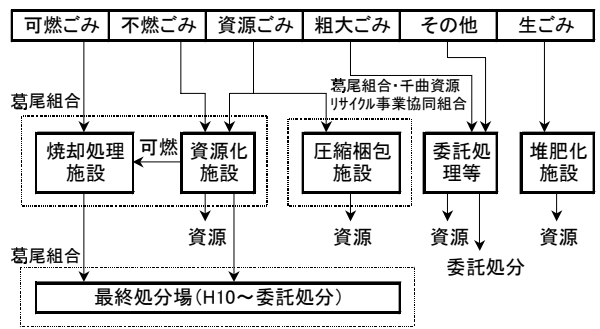 可燃ごみ 不燃ごみ 資源ごみ 粗大ごみ その他 生ごみ
葛尾組合・千曲資源
リサイクル事業協同組合
葛尾組合
焼却処理
施設
可燃
資源化
施設
圧縮梱包
施設
委託処
理等
堆肥化
施設
資源
資源
資源
資源
委託処分
葛尾組合
最終処分場(H10~委託処分)